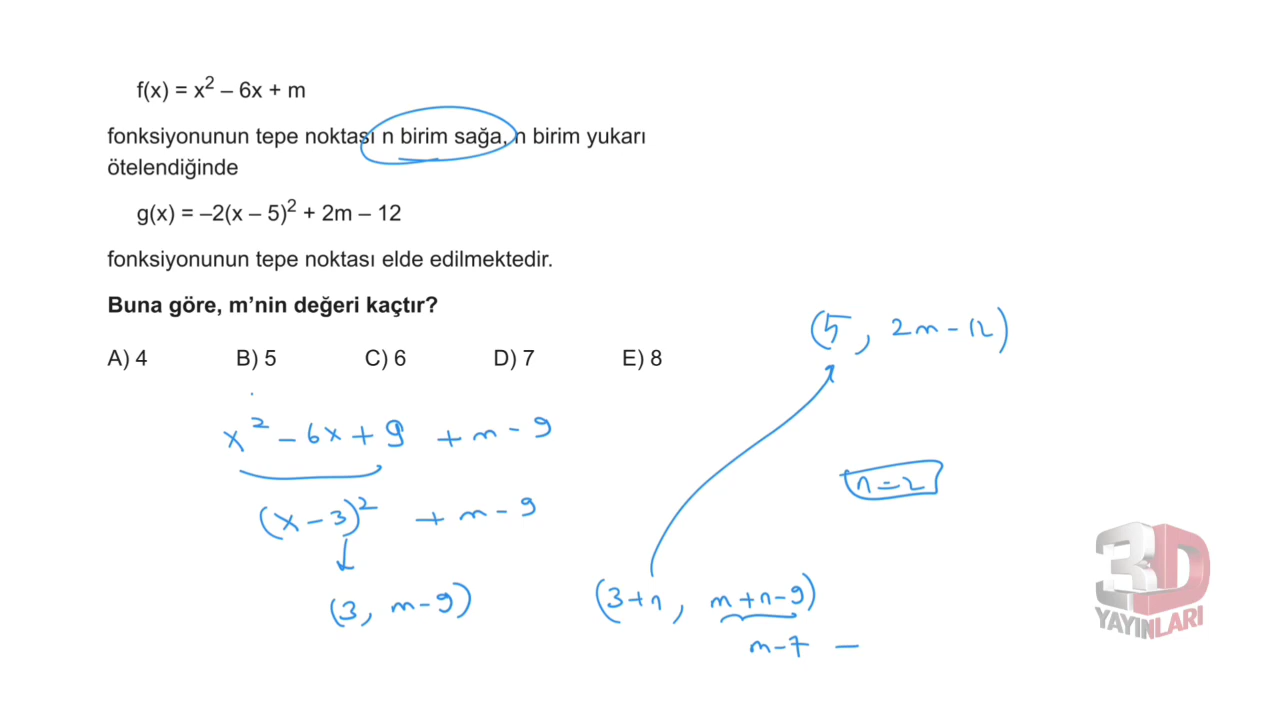 f(x) = x² – 6x + m
fonksiyonunun tepe noktası n birim sağa, n birim yukarı
ötelendiğinde
g(x) = –2(x – 5)² + 2m – 12
fonksiyonunun tepe noktası elde edilmektedir.
Buna göre, m’nin değeri kaçtır?
A) 4 B) 5 C) 6 D) 7 E) 8
(5, 2m – 12)
x² – 6x + 9 + m – 9
n = 2
(x – 3)² + m – 9
(3, m – 9)
(3 + n, m + n – 9)
m – 7 –
3D
YAYINLARI